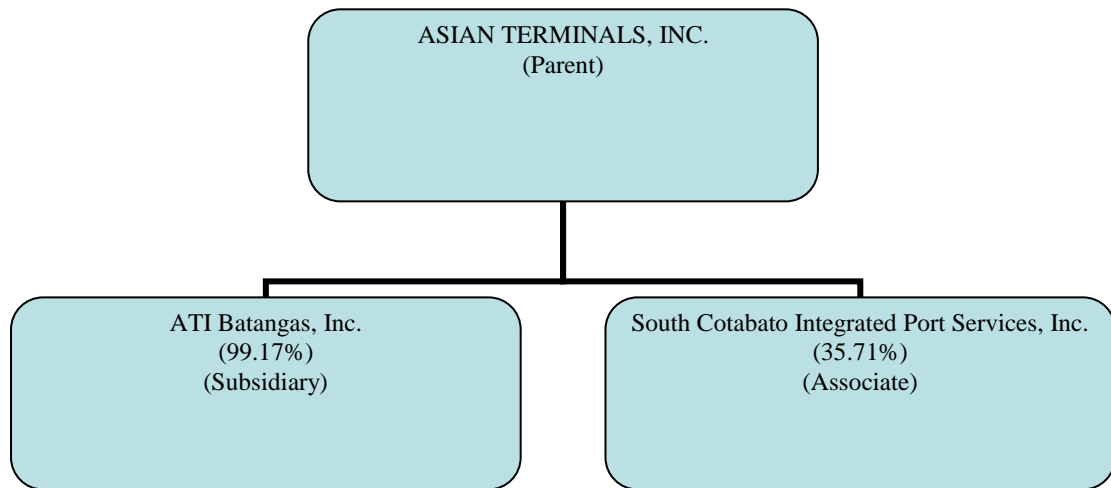 ASIAN TERMINALS, INC.
(Parent)
ATI Batangas, Inc.
(99.17%)
(Subsidiary)
South Cotabato Integrated Port Services, Inc.
(35.71%)
(Associate)